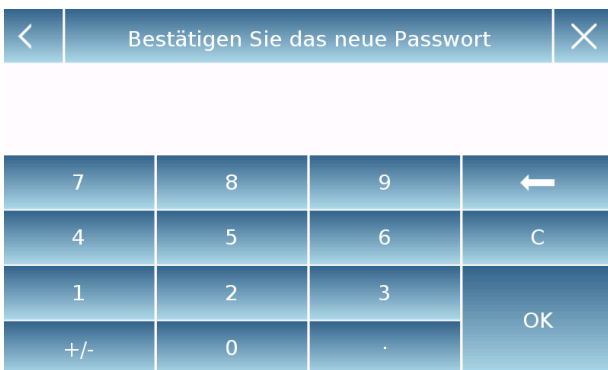 Bestätigen Sie das neue Passwort
7 8 9
4 5 6 C
1 2 3
OK
+/- 0 .